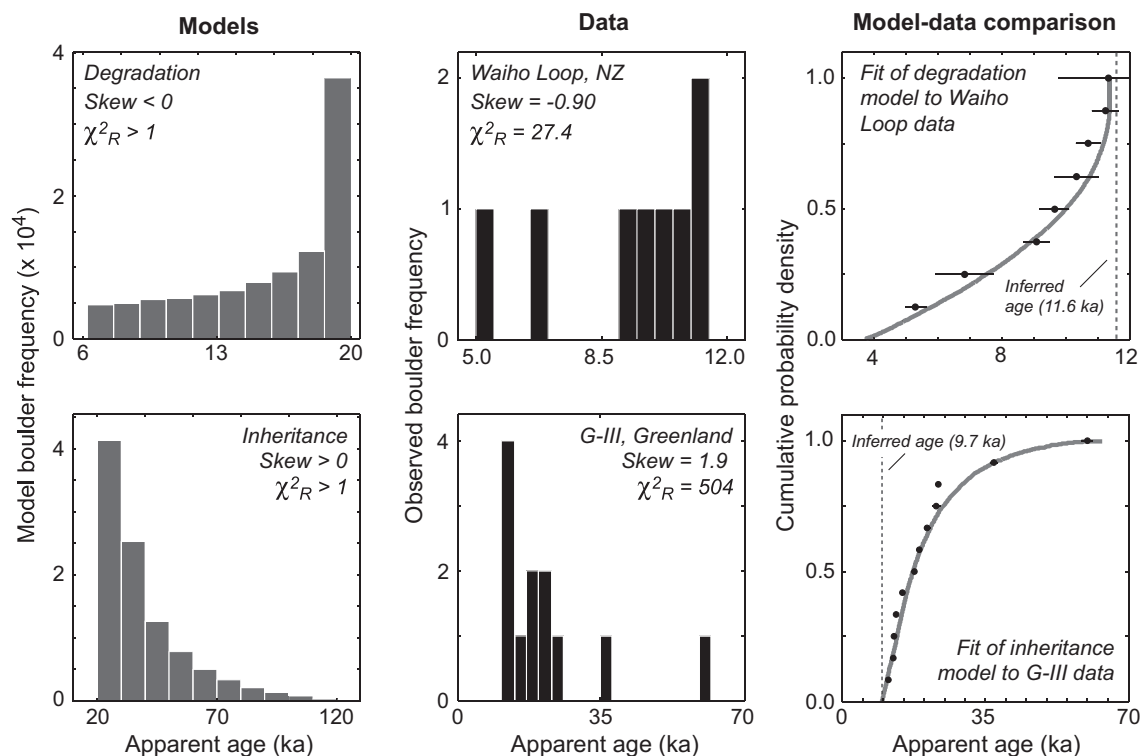 Models
Data
Model-data comparison
Model boulder frequency (x 10⁴)
4
2
0
6
13
20
Degradation
Skew < 0
χ²R > 1
Observed boulder frequency
2
1
0
5.0
8.5
12.0
Waiho Loop, NZ
Skew = -0.90
χ²R = 27.4
Cumulative probability density
1.0
0.5
0.0
4
8
12
Fit of degradation
model to Waiho
Loop data
Inferred
age (11.6 ka)
4
2
0
20
70
120
Apparent age (ka)
Inheritance
Skew > 0
χ²R > 1
4
2
0
0
35
70
Apparent age (ka)
G-III, Greenland
Skew = 1.9
χ²R = 504
1.0
0.5
0.0
0
35
70
Apparent age (ka)
Inferred age (9.7 ka)
Fit of inheritance
model to G-III data